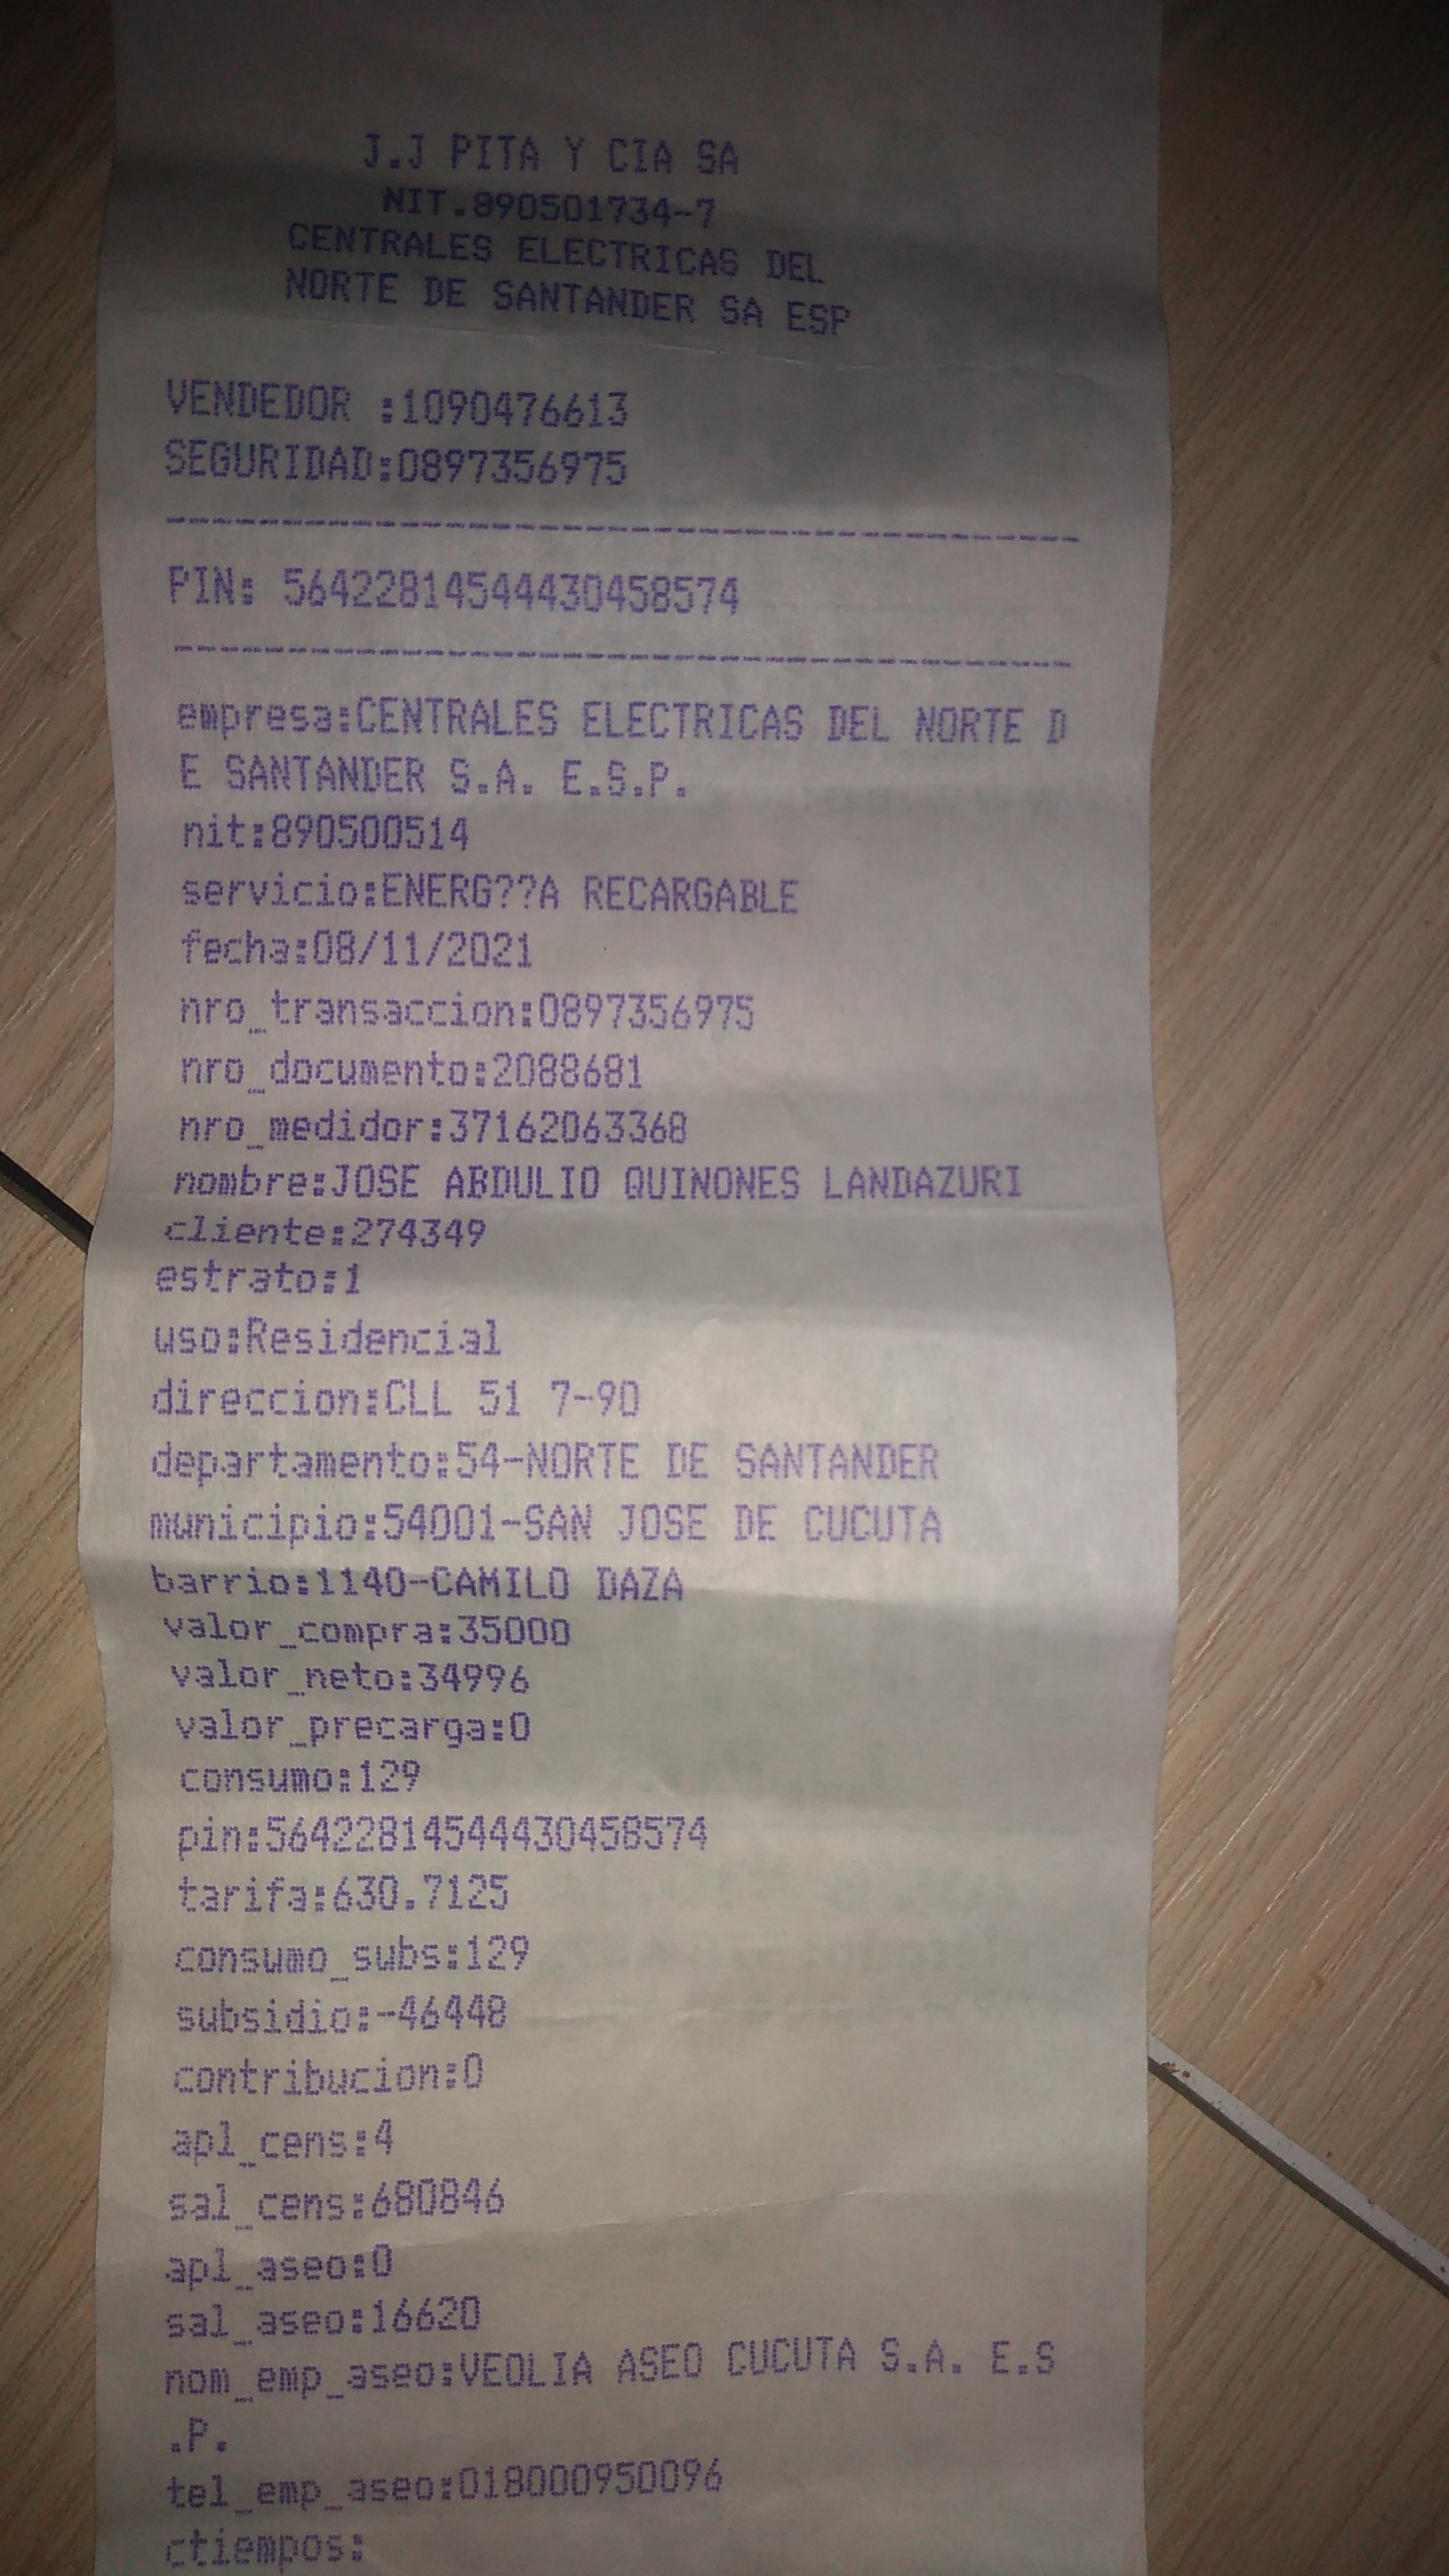 J.J PITA Y CIA SA
NIT.890501734-7
CENTRALES ELECTRICAS DEL
NORTE DE SANTANDER SA ESP
VENDEDOR :1090476613
SEGURIDAD:0897356975
--------------------------------
PIN: 56422814544430458574
--------------------------------
empresa:CENTRALES ELECTRICAS DEL NORTE D
E SANTANDER S.A. E.S.P.
nit:890500514
servicio:ENERG??A RECARGABLE
fecha:08/11/2021
nro_transaccion:0897356975
nro_documento:2088681
nro_medidor:37162063368
nombre:JOSE ABDULIO QUINONES LANDAZURI
cliente:274349
estrato:1
uso:Residencial
direccion:CLL 51 7-90
departamento:54-NORTE DE SANTANDER
municipio:54001-SAN JOSE DE CUCUTA
barrio:1140-CAMILO DAZA
valor_compra:35000
valor_neto:34996
valor_precarga:0
consumo:129
pin:56422814544430458574
tarifa:630.7125
consumo_subs:129
subsidio:-46448
contribucion:0
apl_cens:4
sal_cens:680846
apl_aseo:0
sal_aseo:16620
nom_emp_aseo:VEOLIA ASEO CUCUTA S.A. E.S
.P.
tel_emp_aseo:018000950096
ctiempos: